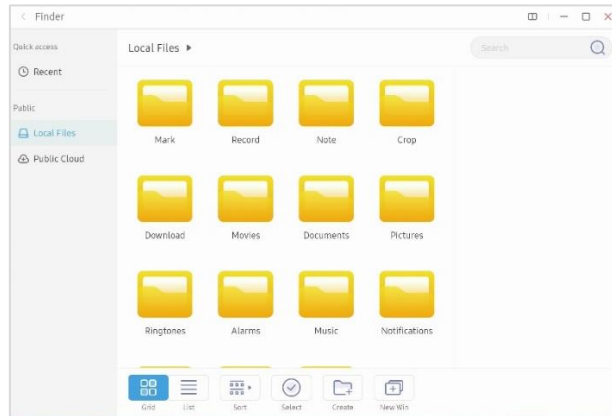 Finder
Quick access
Recent
Public
Local Files
Public Cloud
Local Files
Search
Mark Record Note Crop
Download Movies Documents Pictures
Ringtones Alarms Music Notifications
Grid List Sort Select Create New Win